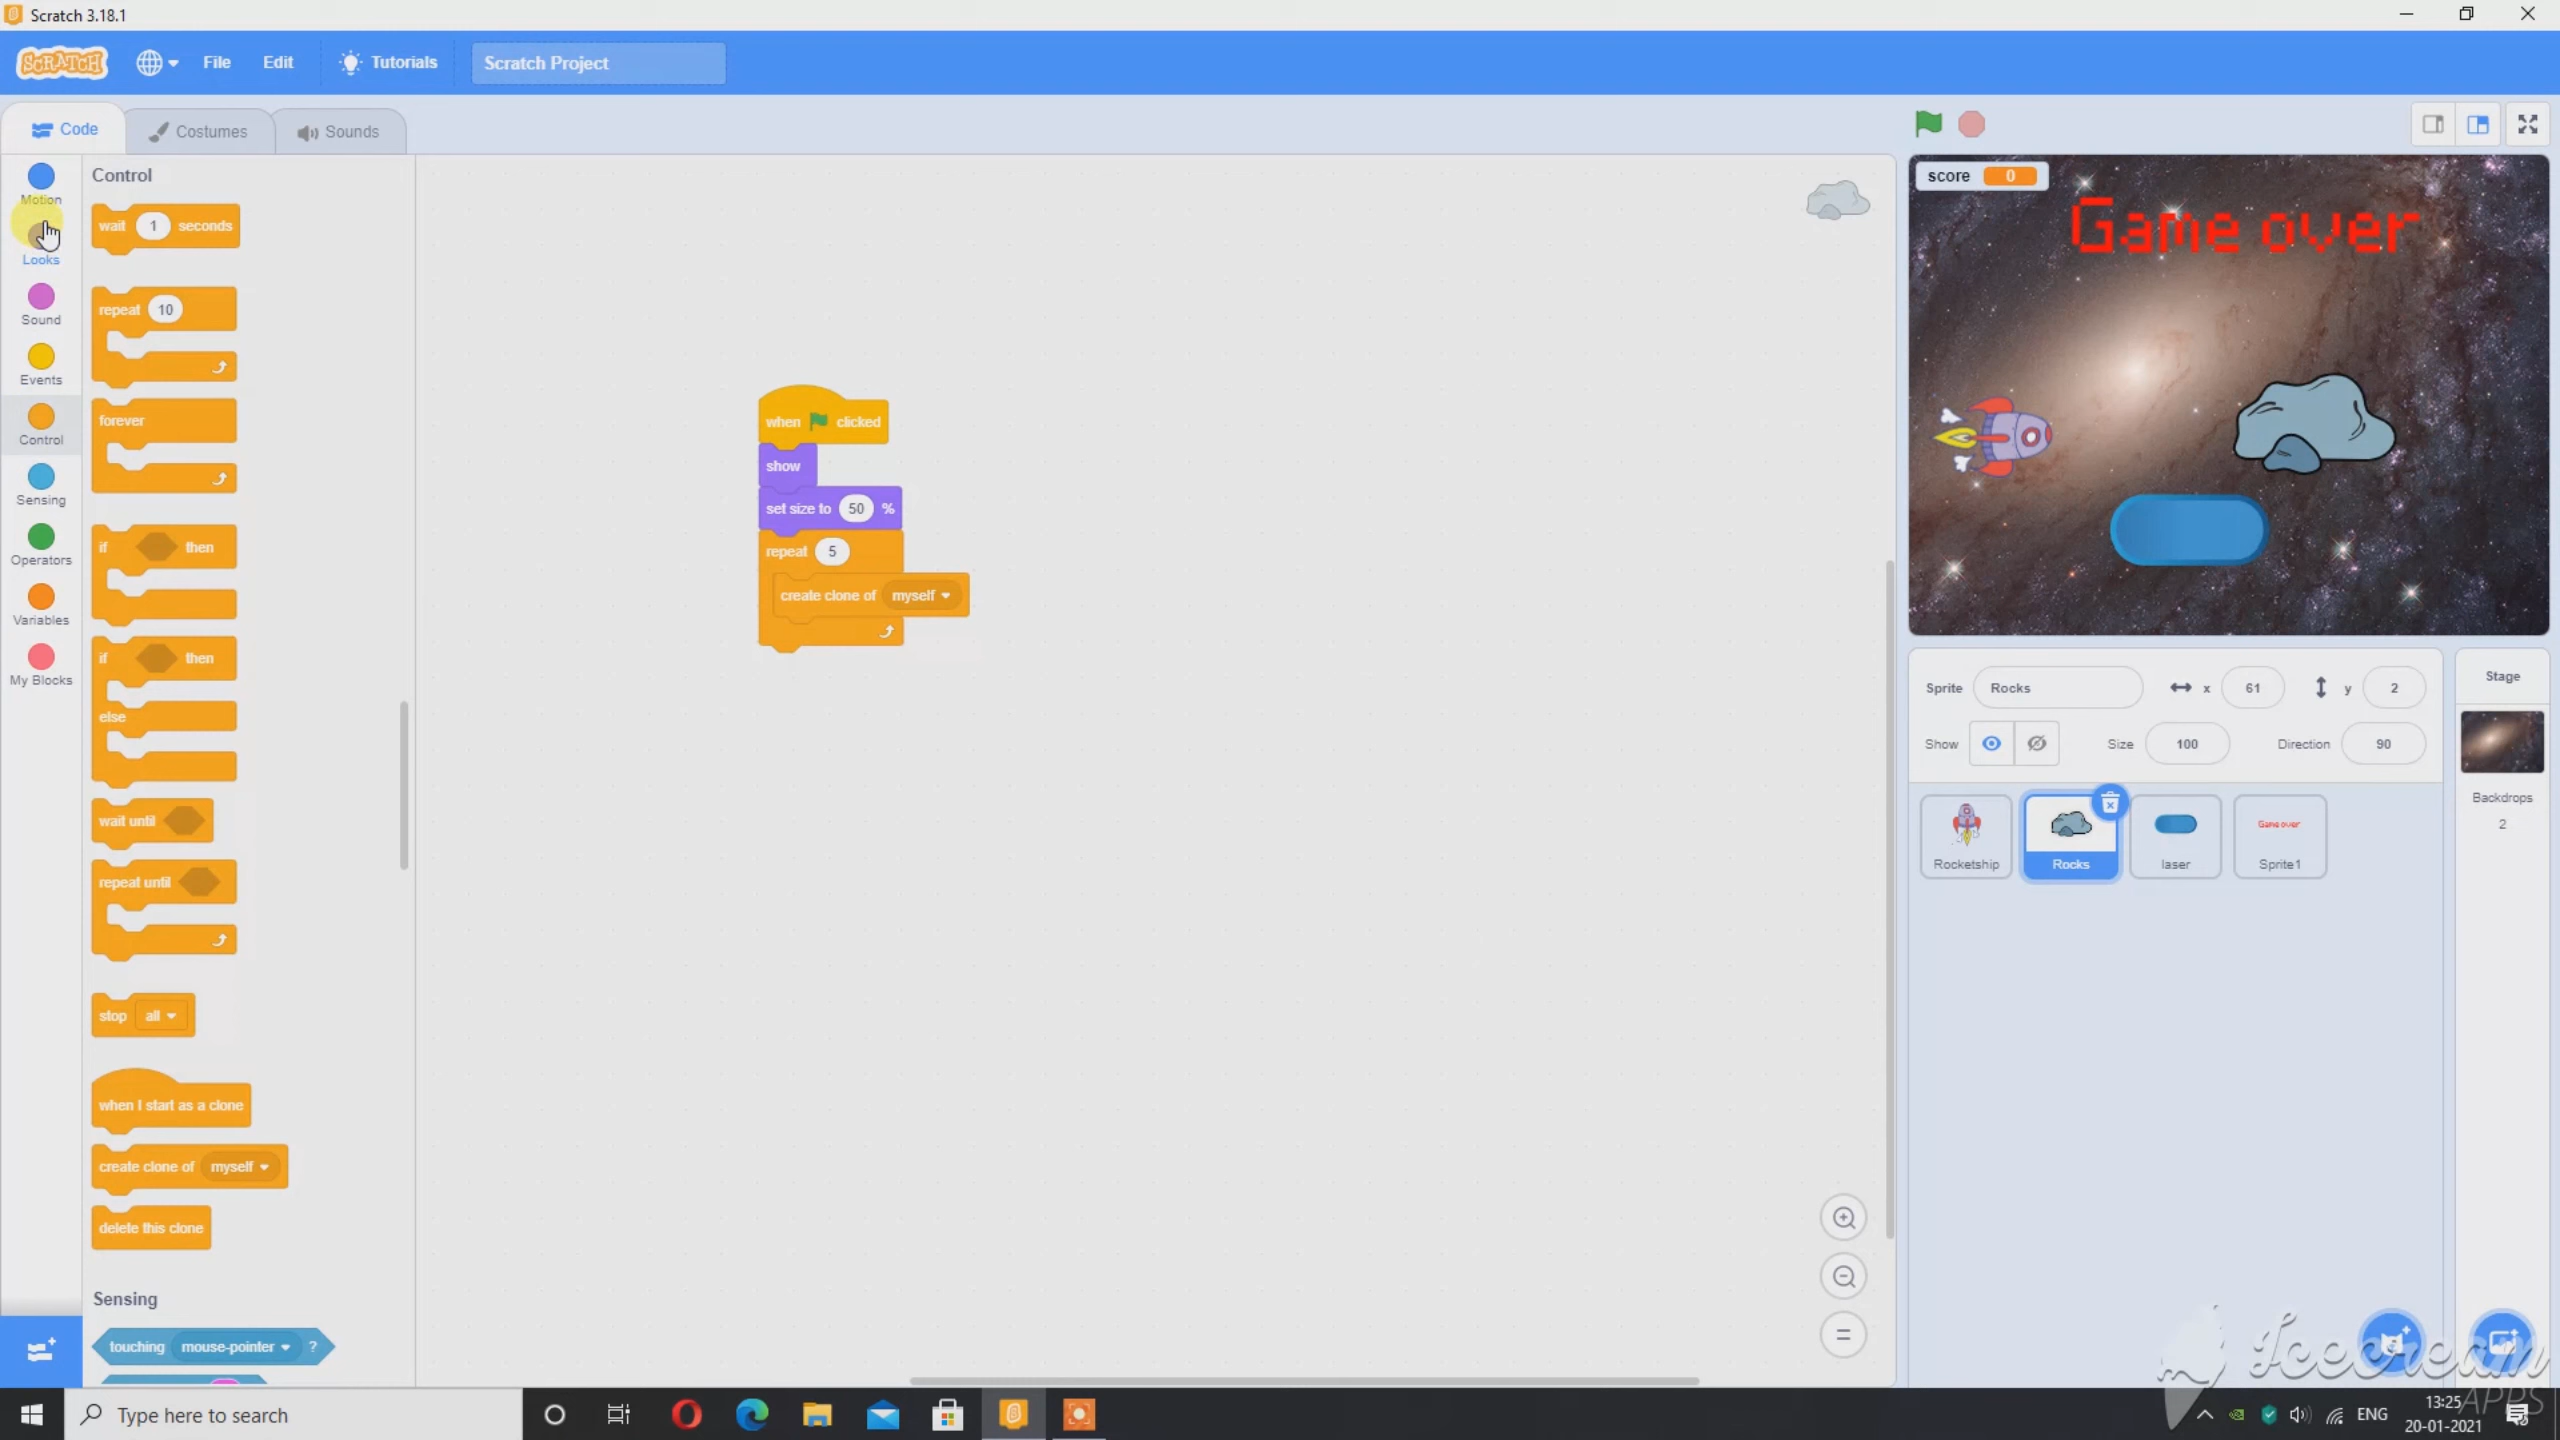 Scratch 3.18.1
SCRATCH
File
Edit
Tutorials
Scratch Project
Code
Costumes
Sounds
Motion
Looks
Sound
Events
Control
Sensing
Operators
Variables
My Blocks
Control
wait 1 seconds
repeat 10
forever
if then
if then
else
wait until
repeat until
stop all
when I start as a clone
create clone of myself
delete this clone
Sensing
touching mouse-pointer ?
when clicked
show
set size to 50 %
repeat 5
create clone of myself
score 0
Game over
Sprite Rocks x 61 y 2
Show Size 100 Direction 90
Rocketship
Rocks
laser
Game over
Sprite1
Stage
Backdrops
2
Icecream
APPS
Type here to search
ENG
13:25
20-01-2021